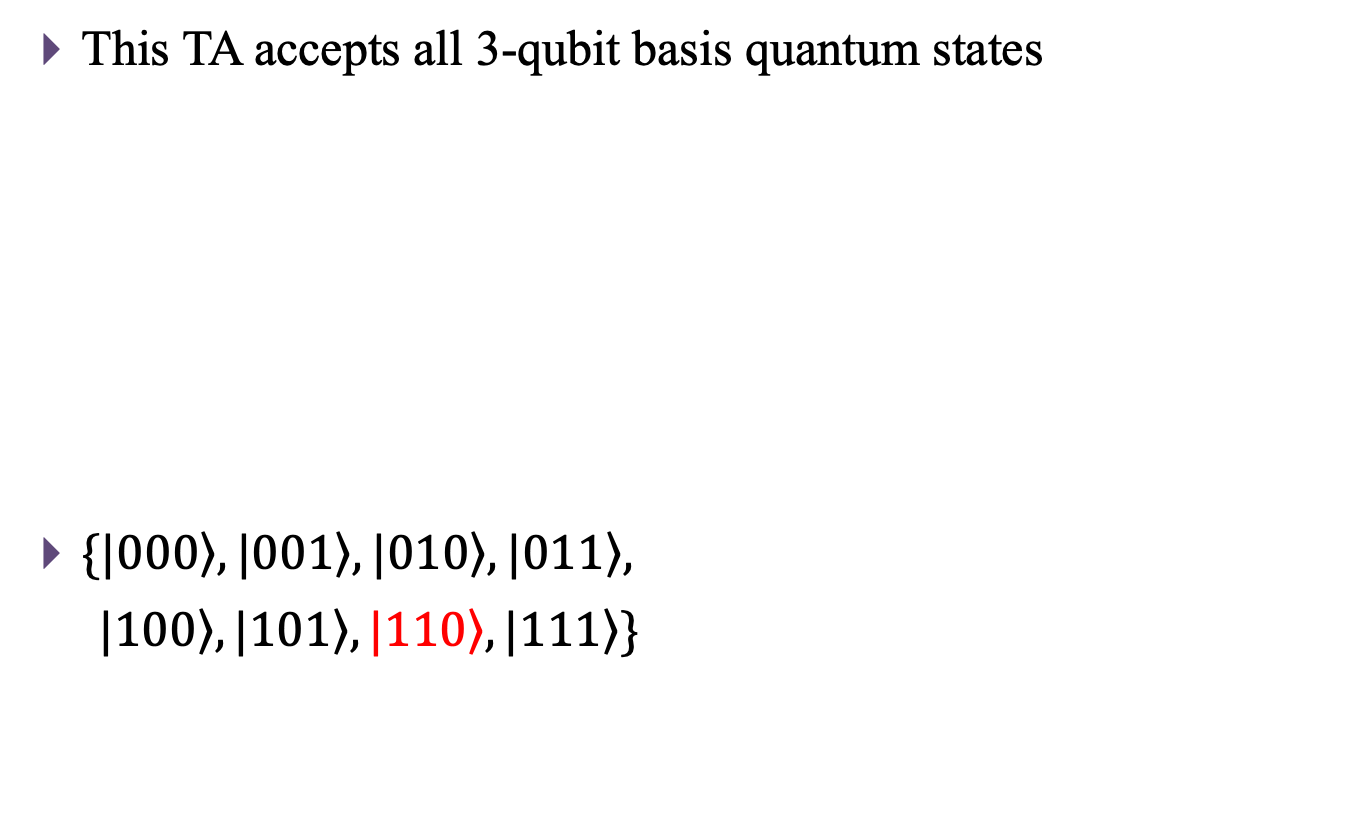 This TA accepts all 3-qubit basis quantum states
{|000⟩, |001⟩, |010⟩, |011⟩,
|100⟩, |101⟩, |110⟩, |111⟩}